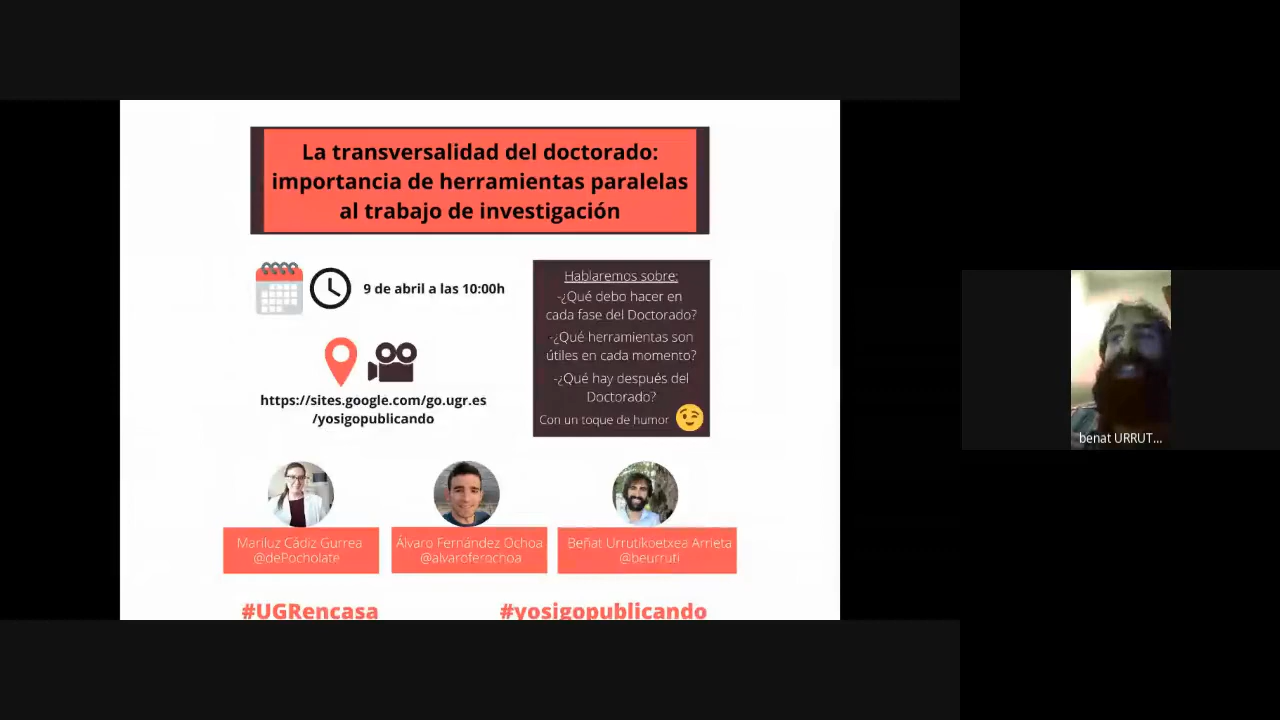 La transversalidad del doctorado:
importancia de herramientas paralelas
al trabajo de investigación
9 de abril a las 10:00h
https://sites.google.com/go.ugr.es
/yosigopublicando
Hablaremos sobre:
-¿Qué debo hacer en
cada fase del Doctorado?
-¿Qué herramientas son
útiles en cada momento?
-¿Qué hay después del
Doctorado?
Con un toque de humor
Mariluz Cádiz Gurrea
@dePocholate
Álvaro Fernández Ochoa
@alvaroferochoa
Beñat Urrutikoetxea Arrieta
@beurruti
#UGRencasa
#yosigopublicando
benat URRUT...